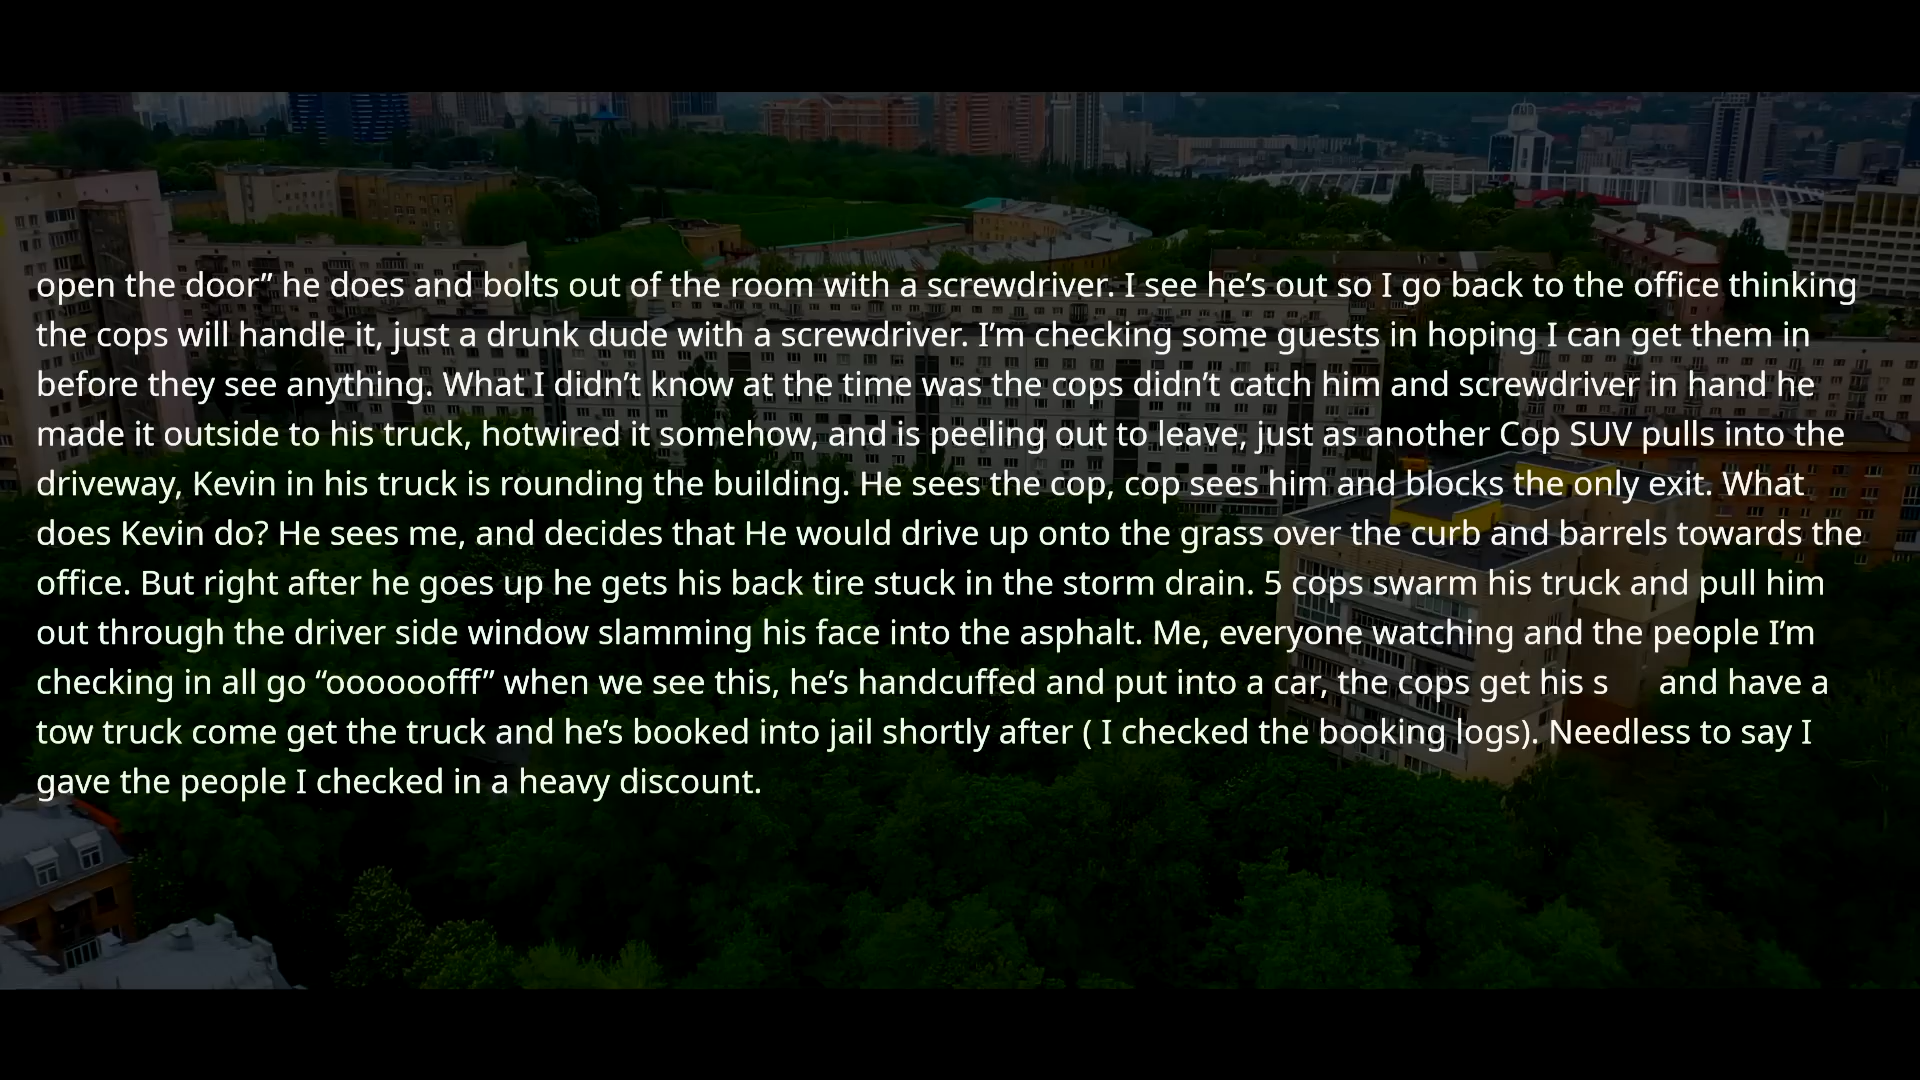 open the door” he does and bolts out of the room with a screwdriver. I see he’s out so I go back to the office thinking
the cops will handle it, just a drunk dude with a screwdriver. I’m checking some guests in hoping I can get them in
before they see anything. What I didn’t know at the time was the cops didn’t catch him and screwdriver in hand he
made it outside to his truck, hotwired it somehow, and is peeling out to leave, just as another Cop SUV pulls into the
driveway, Kevin in his truck is rounding the building. He sees the cop, cop sees him and blocks the only exit. What
does Kevin do? He sees me, and decides that He would drive up onto the grass over the curb and barrels towards the
office. But right after he goes up he gets his back tire stuck in the storm drain. 5 cops swarm his truck and pull him
out through the driver side window slamming his face into the asphalt. Me, everyone watching and the people I’m
checking in all go “oooooofff” when we see this, he’s handcuffed and put into a car, the cops get his s and have a
tow truck come get the truck and he’s booked into jail shortly after ( I checked the booking logs). Needless to say I
gave the people I checked in a heavy discount.